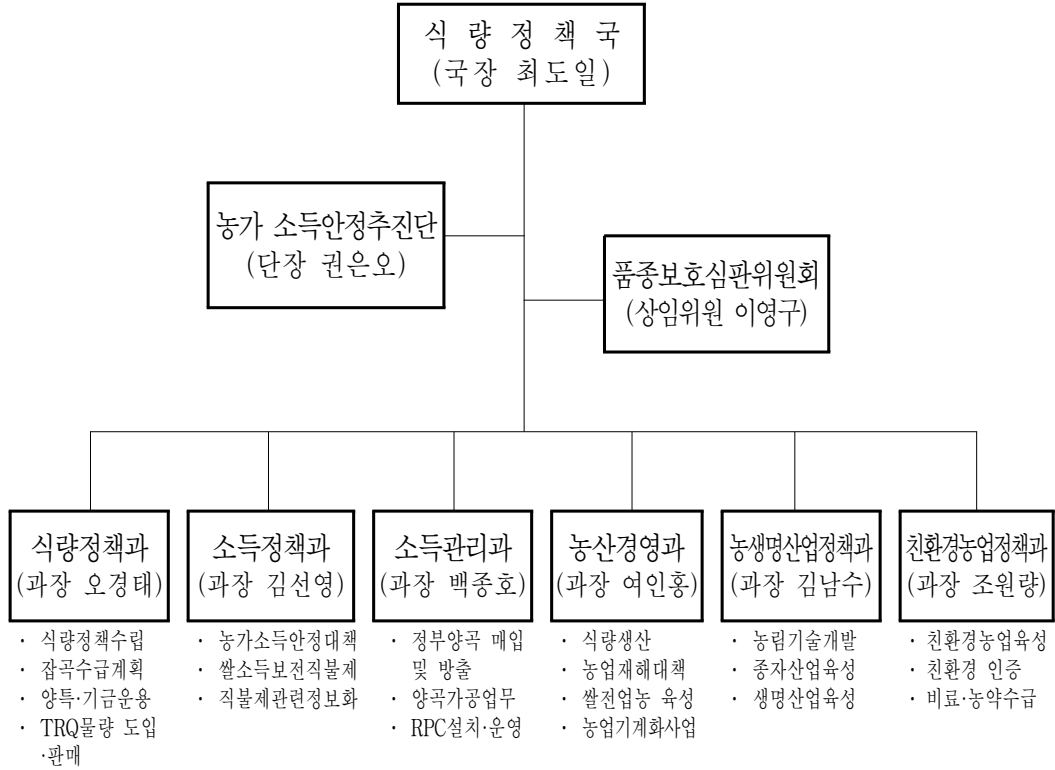 식 량 정 책 국
(국장 최도일)
농가 소득안정추진단
(단장 권은오)
품종보호심판위원회
(상임위원 이영구)
식량정책과
(과장 오경태)
· 식량정책수립
· 잡곡수급계획
· 양특·기금운용
· TRQ물량 도입
·판매
소득정책과
(과장 김선영)
· 농가소득안정대책
· 쌀소득보전직불제
· 직불제관련정보화
소득관리과
(과장 백종호)
· 정부양곡 매입
및 방출
· 양곡가공업무
· RPC설치·운영
농산경영과
(과장 여인홍)
· 식량생산
· 농업재해대책
· 쌀전업농 육성
· 농업기계화사업
농생명산업정책과
(과장 김남수)
· 농림기술개발
· 종자산업육성
· 생명산업육성
친환경농업정책과
(과장 조원량)
· 친환경농업육성
· 친환경 인증
· 비료·농약수급